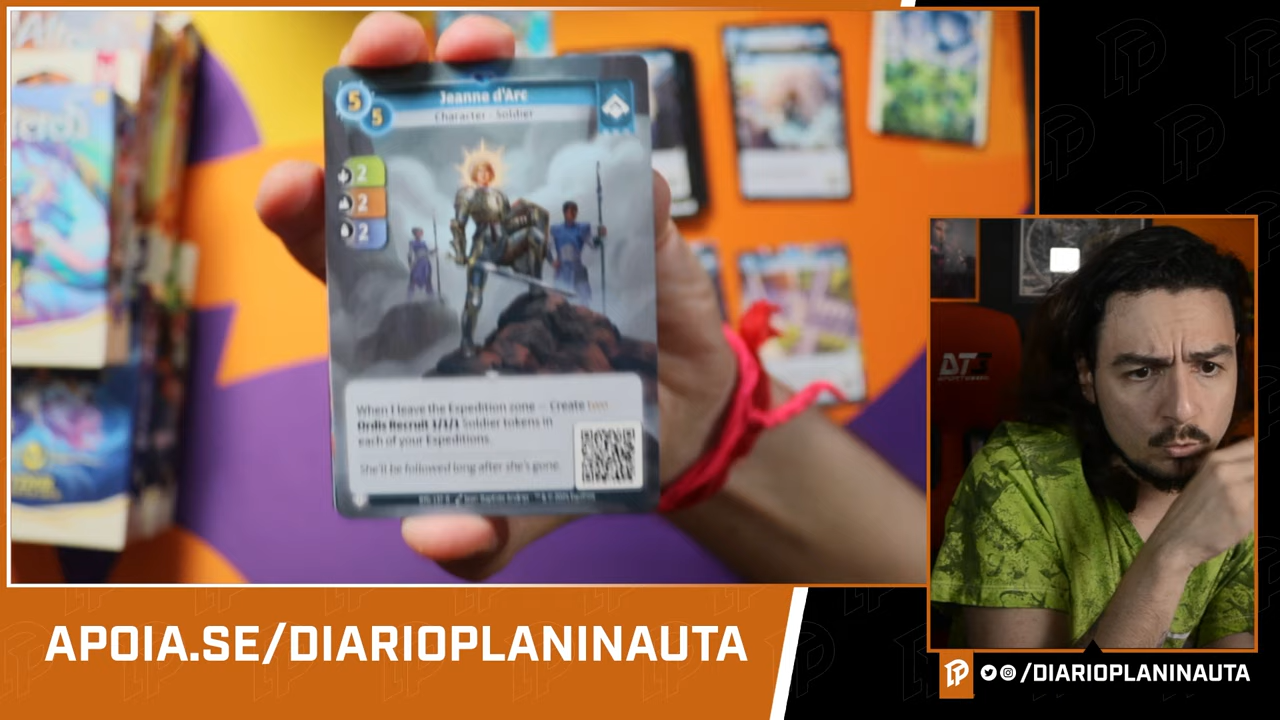 5
5
Jeanne d'Arc
Character - Soldier
2
2
2
When I leave the Expedition zone — Create two
Ordis Recruit 1/1/1 Soldier tokens in
each of your Expeditions.
She'll be followed long after she's gone.
APOIA.SE/DIARIOPLANINAUTA
/DIARIOPLANINAUTA